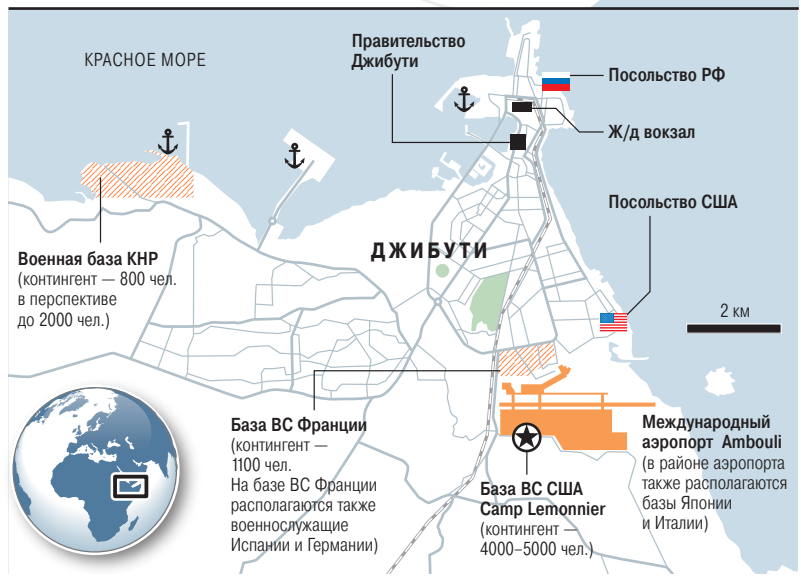 КРАСНОЕ МОРЕ
Правительство
Джибути
Посольство РФ
Ж/д вокзал
Посольство США
Военная база КНР
(контингент — 800 чел.
в перспективе
до 2000 чел.)
ДЖИБУТИ
2 км
База ВС Франции
(контингент —
1100 чел.
На базе ВС Франции
располагаются также
военнослужащие
Испании и Германии)
База ВС США
Camp Lemonnier
(контингент —
4000–5000 чел.)
Международный
аэропорт Ambouli
(в районе аэропорта
также располагаются
базы Японии
и Италии)